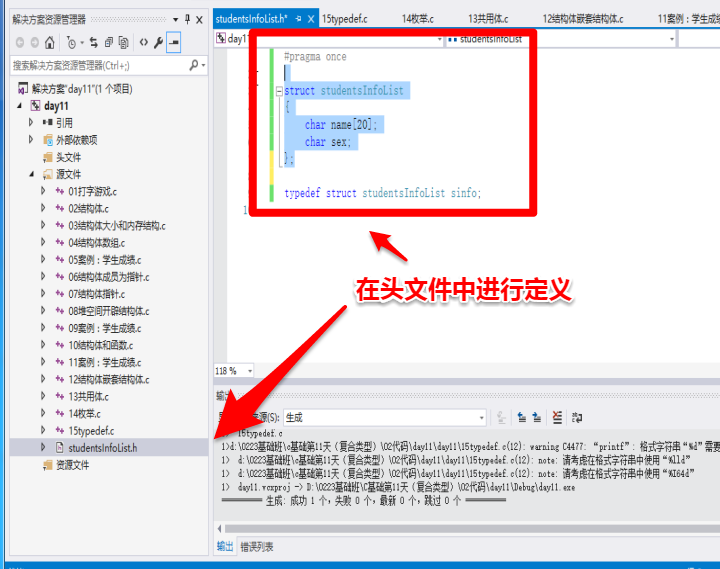 解决方案资源管理器
搜索解决方案资源管理器(Ctrl+;)
解决方案"day11"(1 个项目)
day11
引用
外部依赖项
头文件
源文件
01打字游戏.c
02结构体.c
03结构体大小和内存结构.c
04结构体数组.c
05案例：学生成绩.c
06结构体成员为指针.c
07结构体指针.c
08堆空间开辟结构体.c
09案例：学生成绩.c
10结构体和函数.c
11案例：学生成绩.c
12结构体嵌套结构体.c
13共用体.c
14枚举.c
15typedef.c
studentsInfoList.h
资源文件
studentsInfoList.h*
15typedef.c
14枚举.c
13共用体.c
12结构体嵌套结构体.c
11案例：学生
day11
studentsInfoList
#pragma once
struct studentsInfoList
{
char name[20];
char sex;
};
typedef struct studentsInfoList sinfo;
在头文件中进行定义
118 %
输出
来源(S): 生成
15typedef.c
1>d:\0223基础班\c基础第11天（复合类型）\02代码\day11\day11\15typedef.c(12): warning C4477: “printf”: 格式字符串“%d”需要
1> d:\0223基础班\c基础第11天（复合类型）\02代码\day11\day11\15typedef.c(12): note: 请考虑在格式字符串中使用“%lld”
1> d:\0223基础班\c基础第11天（复合类型）\02代码\day11\day11\15typedef.c(12): note: 请考虑在格式字符串中使用“%I64d”
1> day11.vcxproj -> D:\0223基础班\C基础第11天（复合类型）\02代码\day11\Debug\day11.exe
========== 生成: 成功 1 个，失败 0 个，最新 0 个，跳过 0 个 ==========
输出 错误列表